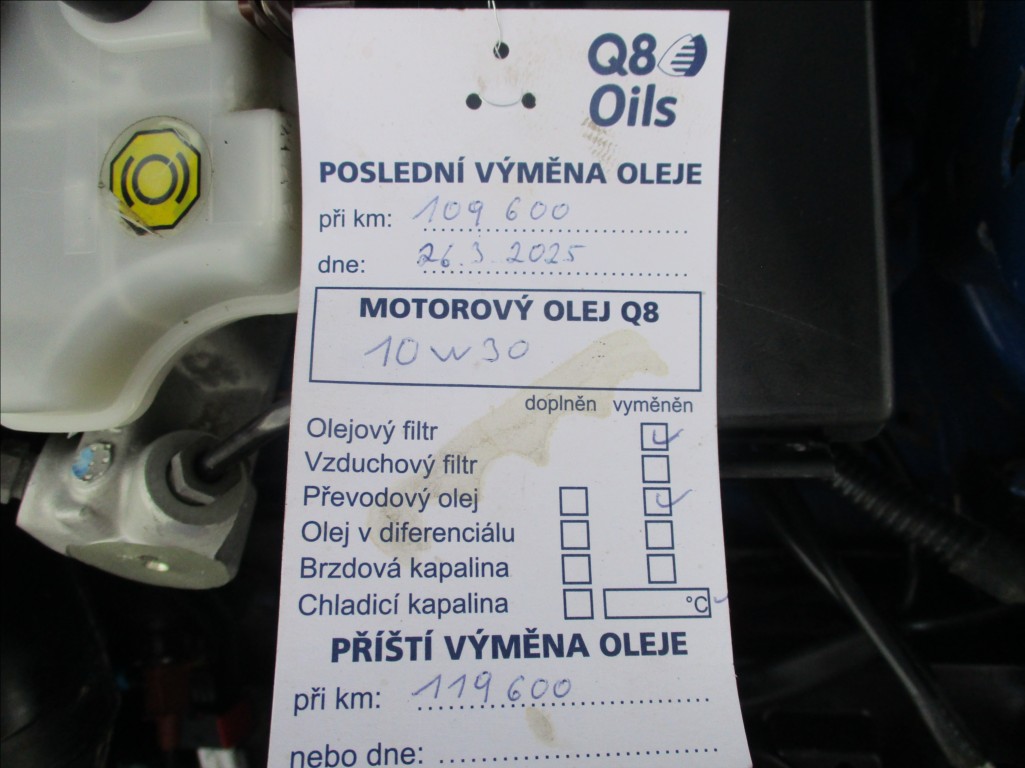 Q8
Oils
POSLEDNÍ VÝMĚNA OLEJE
při km: 109 600
dne: 26.3.2025
MOTOROVÝ OLEJ Q8
10W30
doplněn vyměněn
Olejový filtr
Vzduchový filtr
Převodový olej
Olej v diferenciálu
Brzdová kapalina
Chladicí kapalina °C
PŘÍŠTÍ VÝMĚNA OLEJE
při km: 119 600
nebo dne: